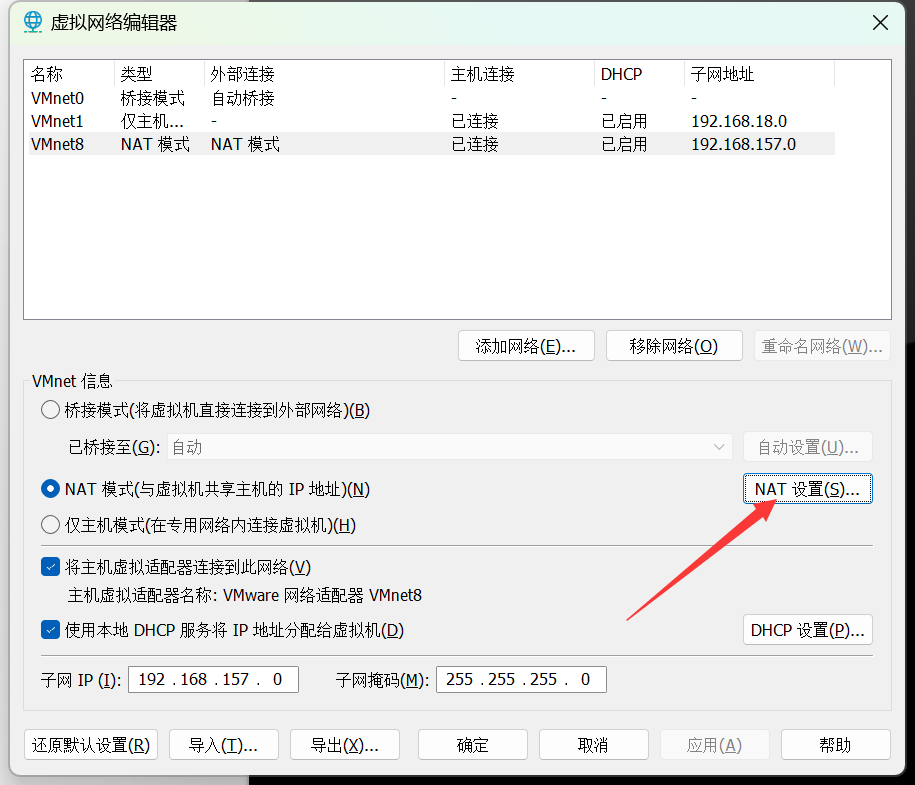 虚拟网络编辑器
名称 类型 外部连接 主机连接 DHCP 子网地址
VMnet0 桥接模式 自动桥接 - - -
VMnet1 仅主机... - 已连接 已启用 192.168.18.0
VMnet8 NAT 模式 NAT 模式 已连接 已启用 192.168.157.0
添加网络(E)... 移除网络(O) 重命名网络(W)...
VMnet 信息
桥接模式(将虚拟机直接连接到外部网络)(B)
已桥接至(G): 自动 自动设置(U)...
NAT 模式(与虚拟机共享主机的 IP 地址)(N) NAT 设置(S)...
仅主机模式(在专用网络内连接虚拟机)(H)
将主机虚拟适配器连接到此网络(V)
主机虚拟适配器名称: VMware 网络适配器 VMnet8
使用本地 DHCP 服务将 IP 地址分配给虚拟机(D) DHCP 设置(P)...
子网 IP (I): 192 . 168 . 157 . 0 子网掩码(M): 255 . 255 . 255 . 0
还原默认设置(R) 导入(T)... 导出(X)... 确定 取消 应用(A) 帮助